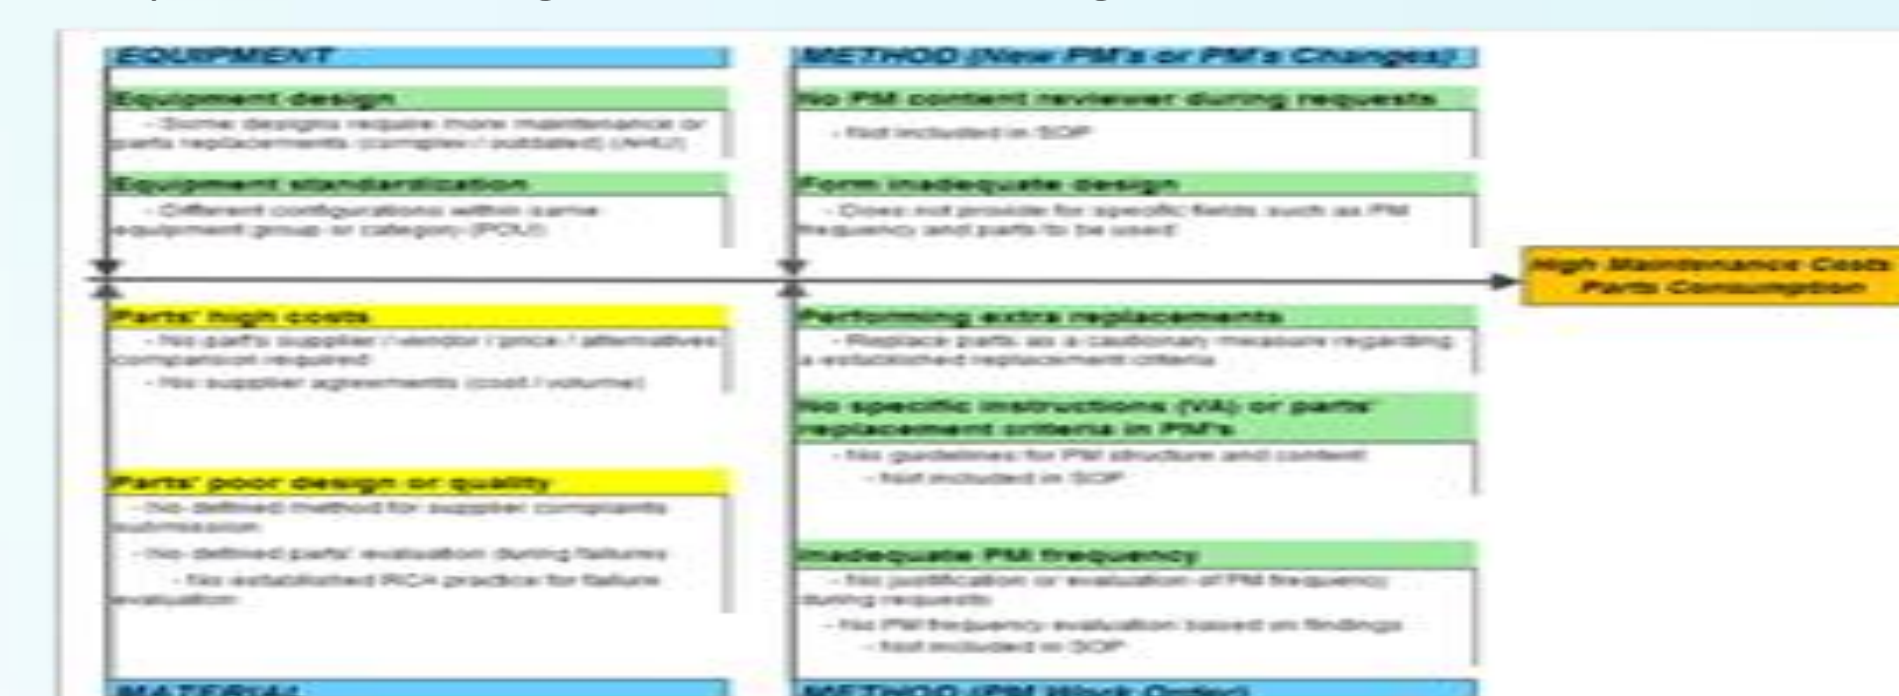 EQUIPMENT
Equipment design
- Some designs require more maintenance or
parts replacements (complex / outdated) (AHU)
Equipment standardization
- Different configurations within same
equipment group or category (POU)
METHOD (New PM's or PM's Changes)
No PM content reviewer during requests
- Not included in SOP
Form inadequate design
- Does not provide for specific fields such as PM
frequency and parts to be used
High Maintenance Costs
Parts Consumption
Parts' high costs
- No part's supplier / vendor / price / alternatives
comparison required
- No supplier agreements (cost / volume)
Parts' poor design or quality
- No defined method for supplier complaints
submission
- No defined parts' evaluation during failures
- No established RCA practice for failure
evaluation
MATERIAL
Performing extra replacements
- Replace parts as a cautionary measure regarding
a established replacement criteria
No specific instructions (VA) or parts'
replacement criteria in PM's
- No guidelines for PM structure and content
- Not included in SOP
Inadequate PM frequency
- No justification or evaluation of PM frequency
during requests
- No PM frequency evaluation based on findings
- Not included in SOP
METHOD (PM Work Order)